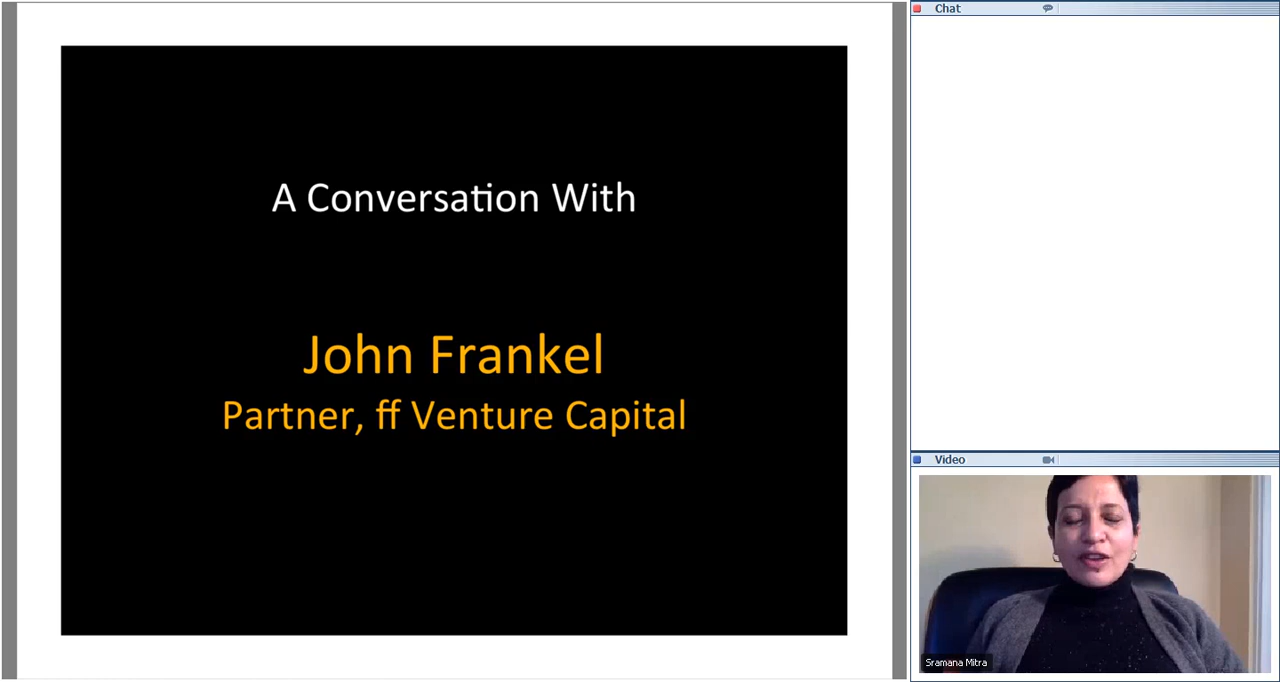 A Conversation With
John Frankel
Partner, ff Venture Capital
Chat
Video
Sramana Mitra